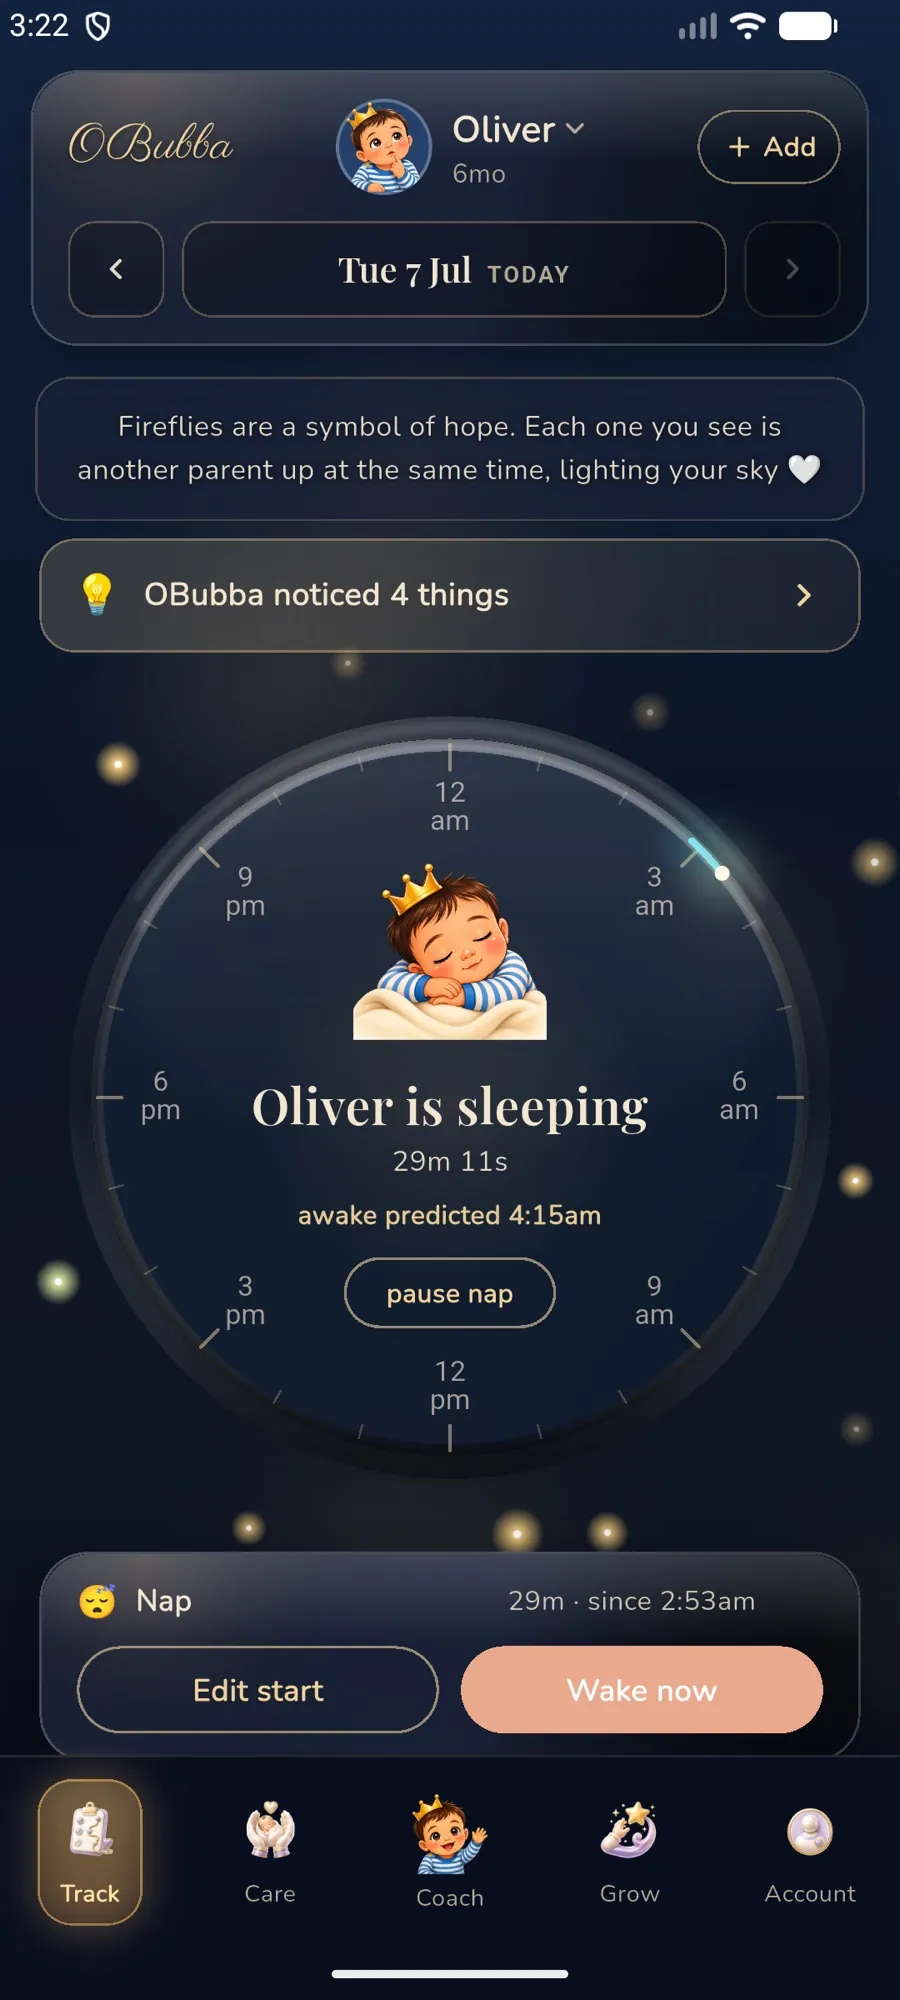 3:22
OBubba
Oliver
6mo
+ Add
Tue 7 Jul TODAY
Fireflies are a symbol of hope. Each one you see is
another parent up at the same time, lighting your sky 🤍
💡 OBubba noticed 4 things
12
am
9
pm
3
am
6
pm
6
am
Oliver is sleeping
29m 11s
awake predicted 4:15am
pause nap
3
pm
9
am
12
pm
😴 Nap 29m · since 2:53am
Edit start Wake now
Track Care Coach Grow Account